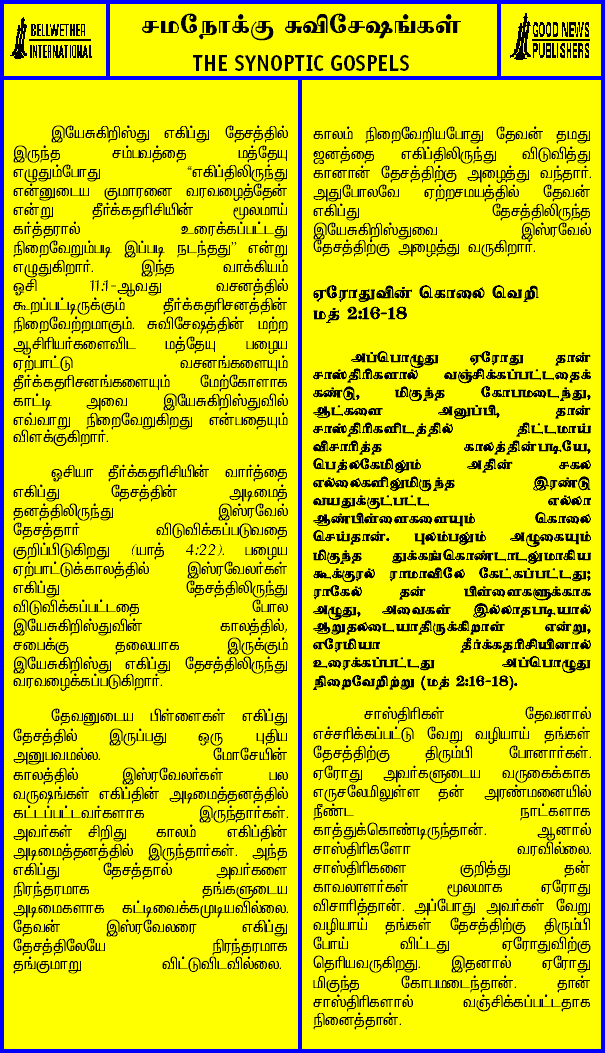 BELLWETHER
INTERNATIONAL
சமநோக்கு சுவிசேஷங்கள்
THE SYNOPTIC GOSPELS
GOOD NEWS
PUBLISHERS
இயேசுகிறிஸ்து எகிப்து தேசத்தில்
இருந்த சம்பவத்தை மத்தேயு
எழுதும்போது "எகிப்திலிருந்து
என்னுடைய குமாரனை வரவழைத்தேன்
என்று தீர்க்கதரிசியின் மூலமாய்
கர்த்தரால் உரைக்கப்பட்டது
நிறைவேறும்படி இப்படி நடந்தது" என்று
எழுதுகிறார். இந்த வாக்கியம்
ஓசி 11:1-ஆவது வசனத்தில்
கூறப்பட்டிருக்கும் தீர்க்கதரிசனத்தின்
நிறைவேற்றமாகும். சுவிசேஷத்தின் மற்ற
ஆசிரியர்களைவிட மத்தேயு பழைய
ஏற்பாட்டு வசனங்களையும்
தீர்க்கதரிசனங்களையும் மேற்கோளாக
காட்டி அவை இயேசுகிறிஸ்துவில்
எவ்வாறு நிறைவேறுகிறது என்பதையும்
விளக்குகிறார்.
ஓசியா தீர்க்கதரிசியின் வார்த்தை
எகிப்து தேசத்தின் அடிமைத்
தனத்திலிருந்து இஸ்ரவேல்
தேசத்தார் விடுவிக்கப்படுவதை
குறிப்பிடுகிறது (யாத் 4:22). பழைய
ஏற்பாட்டுக்காலத்தில் இஸ்ரவேலர்கள்
எகிப்து தேசத்திலிருந்து
விடுவிக்கப்பட்டதை போல
இயேசுகிறிஸ்துவின் காலத்தில்,
சபைக்கு தலையாக இருக்கும்
இயேசுகிறிஸ்து எகிப்து தேசத்திலிருந்து
வரவழைக்கப்படுகிறார்.
தேவனுடைய பிள்ளைகள் எகிப்து
தேசத்தில் இருப்பது ஒரு புதிய
அனுபவமல்ல. மோசேயின்
காலத்தில் இஸ்ரவேலர்கள் பல
வருஷங்கள் எகிப்தின் அடிமைத்தனத்தில்
கட்டப்பட்டவர்களாக இருந்தார்கள்.
அவர்கள் சிறிது காலம் எகிப்தின்
அடிமைத்தனத்தில் இருந்தார்கள். அந்த
எகிப்து தேசத்தால் அவர்களை
நிரந்தரமாக தங்களுடைய
அடிமைகளாக கட்டிவைக்கமுடியவில்லை.
தேவன் இஸ்ரவேலரை எகிப்து
தேசத்திலேயே நிரந்தரமாக
தங்குமாறு விட்டுவிடவில்லை.
காலம் நிறைவேறியபோது தேவன் தமது
ஜனத்தை எகிப்திலிருந்து விடுவித்து
கானான் தேசத்திற்கு அழைத்து வந்தார்.
அதுபோலவே ஏற்றசமயத்தில் தேவன்
எகிப்து தேசத்திலிருந்த
இயேசுகிறிஸ்துவை இஸ்ரவேல்
தேசத்திற்கு அழைத்து வருகிறார்.
ஏரோதுவின் கொலை வெறி
மத் 2:16-18
அப்பொழுது ஏரோது தான்
சாஸ்திரிகளால் வஞ்சிக்கப்பட்டதைக்
கண்டு, மிகுந்த கோபமடைந்து,
ஆட்களை அனுப்பி, தான்
சாஸ்திரிகளிடத்தில் திட்டமாய்
விசாரித்த காலத்தின்படியே,
பெத்லகேமிலும் அதின் சகல
எல்லைகளிலுமிருந்த இரண்டு
வயதுக்குட்பட்ட எல்லா
ஆண்பிள்ளைகளையும் கொலை
செய்தான். புலம்பலும் அழுகையும்
மிகுந்த துக்கங்கொண்டாடலுமாகிய
கூக்குரல் ராமாவிலே கேட்கப்பட்டது;
ராகேல் தன் பிள்ளைகளுக்காக
அழுது, அவைகள் இல்லாதபடியால்
ஆறுதலடையாதிருக்கிறாள் என்று,
எரேமியா தீர்க்கதரிசியினால்
உரைக்கப்பட்டது அப்பொழுது
நிறைவேறிற்று (மத் 2:16-18).
சாஸ்திரிகள் தேவனால்
எச்சரிக்கப்பட்டு வேறு வழியாய் தங்கள்
தேசத்திற்கு திரும்பி போனார்கள்.
ஏரோது அவர்களுடைய வருகைக்காக
எருசலேமிலுள்ள தன் அரண்மனையில்
நீண்ட நாட்களாக
காத்துக்கொண்டிருந்தான். ஆனால்
சாஸ்திரிகளோ வரவில்லை.
சாஸ்திரிகளை குறித்து தன்
காவலாளர்கள் மூலமாக ஏரோது
விசாரித்தான். அப்போது அவர்கள் வேறு
வழியாய் தங்கள் தேசத்திற்கு திரும்பி
போய் விட்டது ஏரோதுவிற்கு
தெரியவருகிறது. இதனால் ஏரோது
மிகுந்த கோபமடைந்தான். தான்
சாஸ்திரிகளால் வஞ்சிக்கப்பட்டதாக
நினைத்தான்.